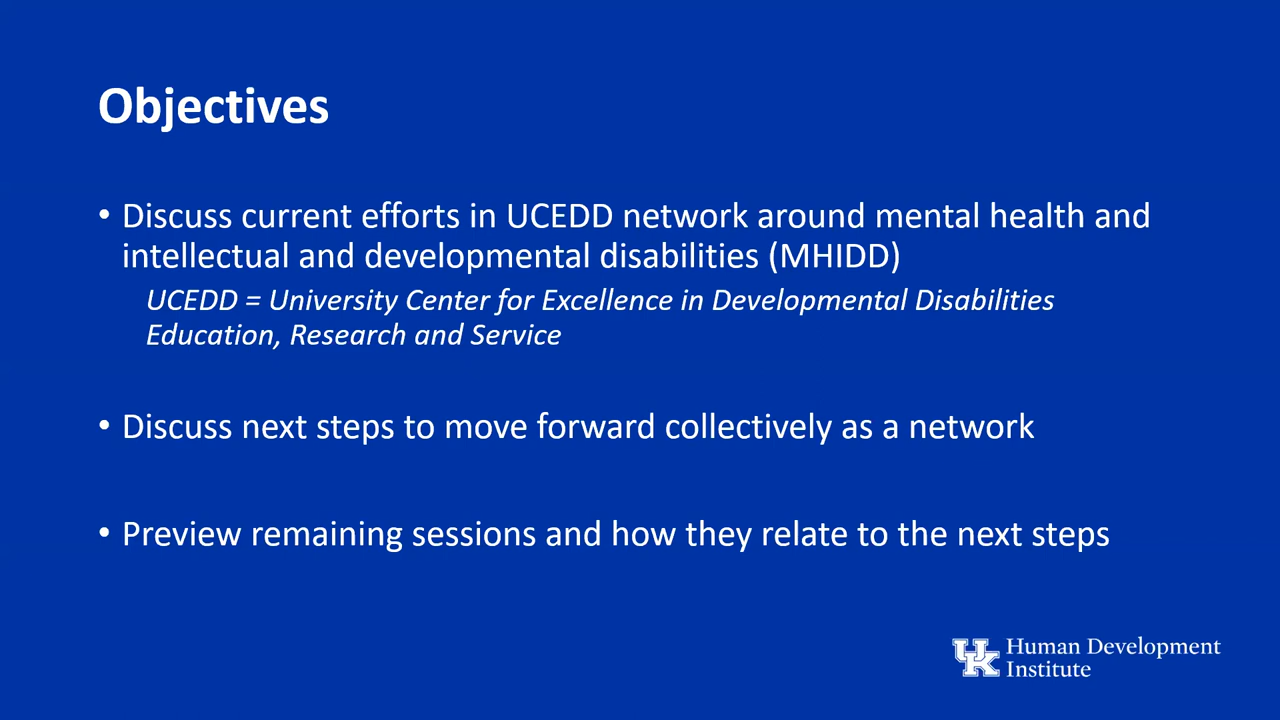 Objectives
• Discuss current efforts in UCEDD network around mental health and
intellectual and developmental disabilities (MHIDD)
UCEDD = University Center for Excellence in Developmental Disabilities
Education, Research and Service
• Discuss next steps to move forward collectively as a network
• Preview remaining sessions and how they relate to the next steps
UK Human Development
Institute